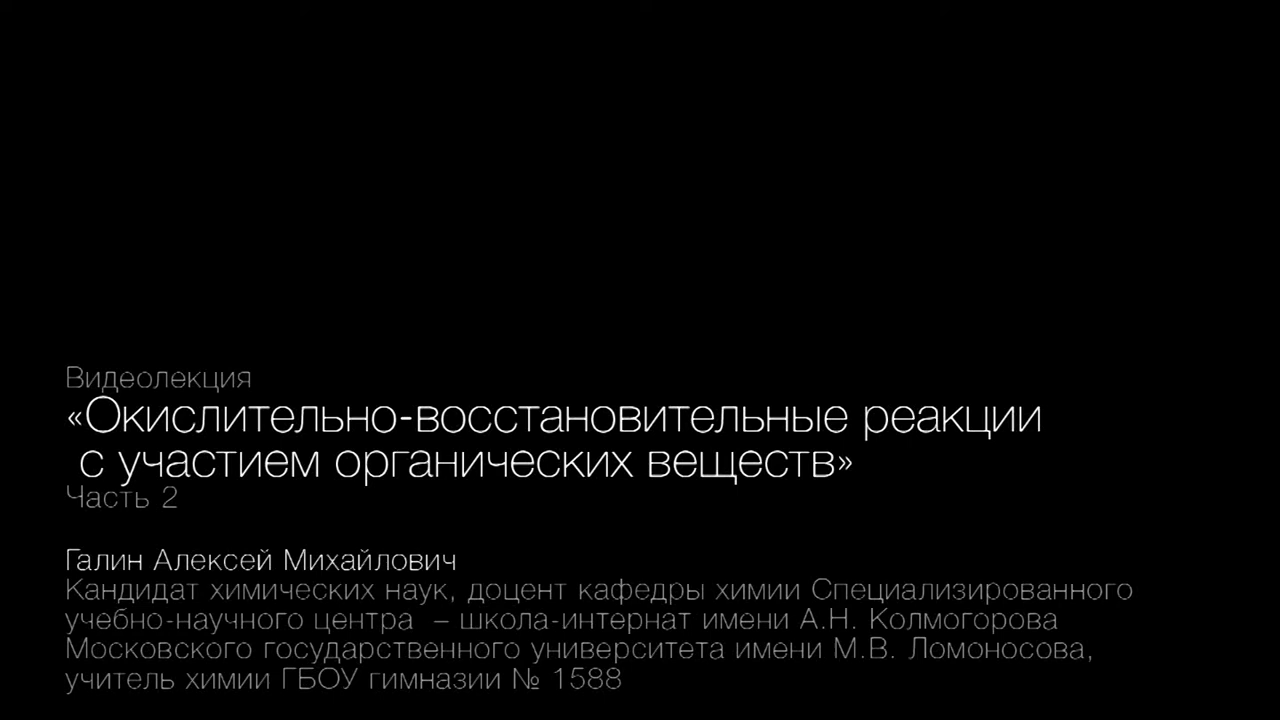 Видеолекция
«Окислительно-восстановительные реакции
с участием органических веществ»
Часть 2
Галин Алексей Михайлович
Кандидат химических наук, доцент кафедры химии Специализированного
учебно-научного центра – школа-интернат имени А.Н. Колмогорова
Московского государственного университета имени М.В. Ломоносова,
учитель химии ГБОУ гимназии № 1588